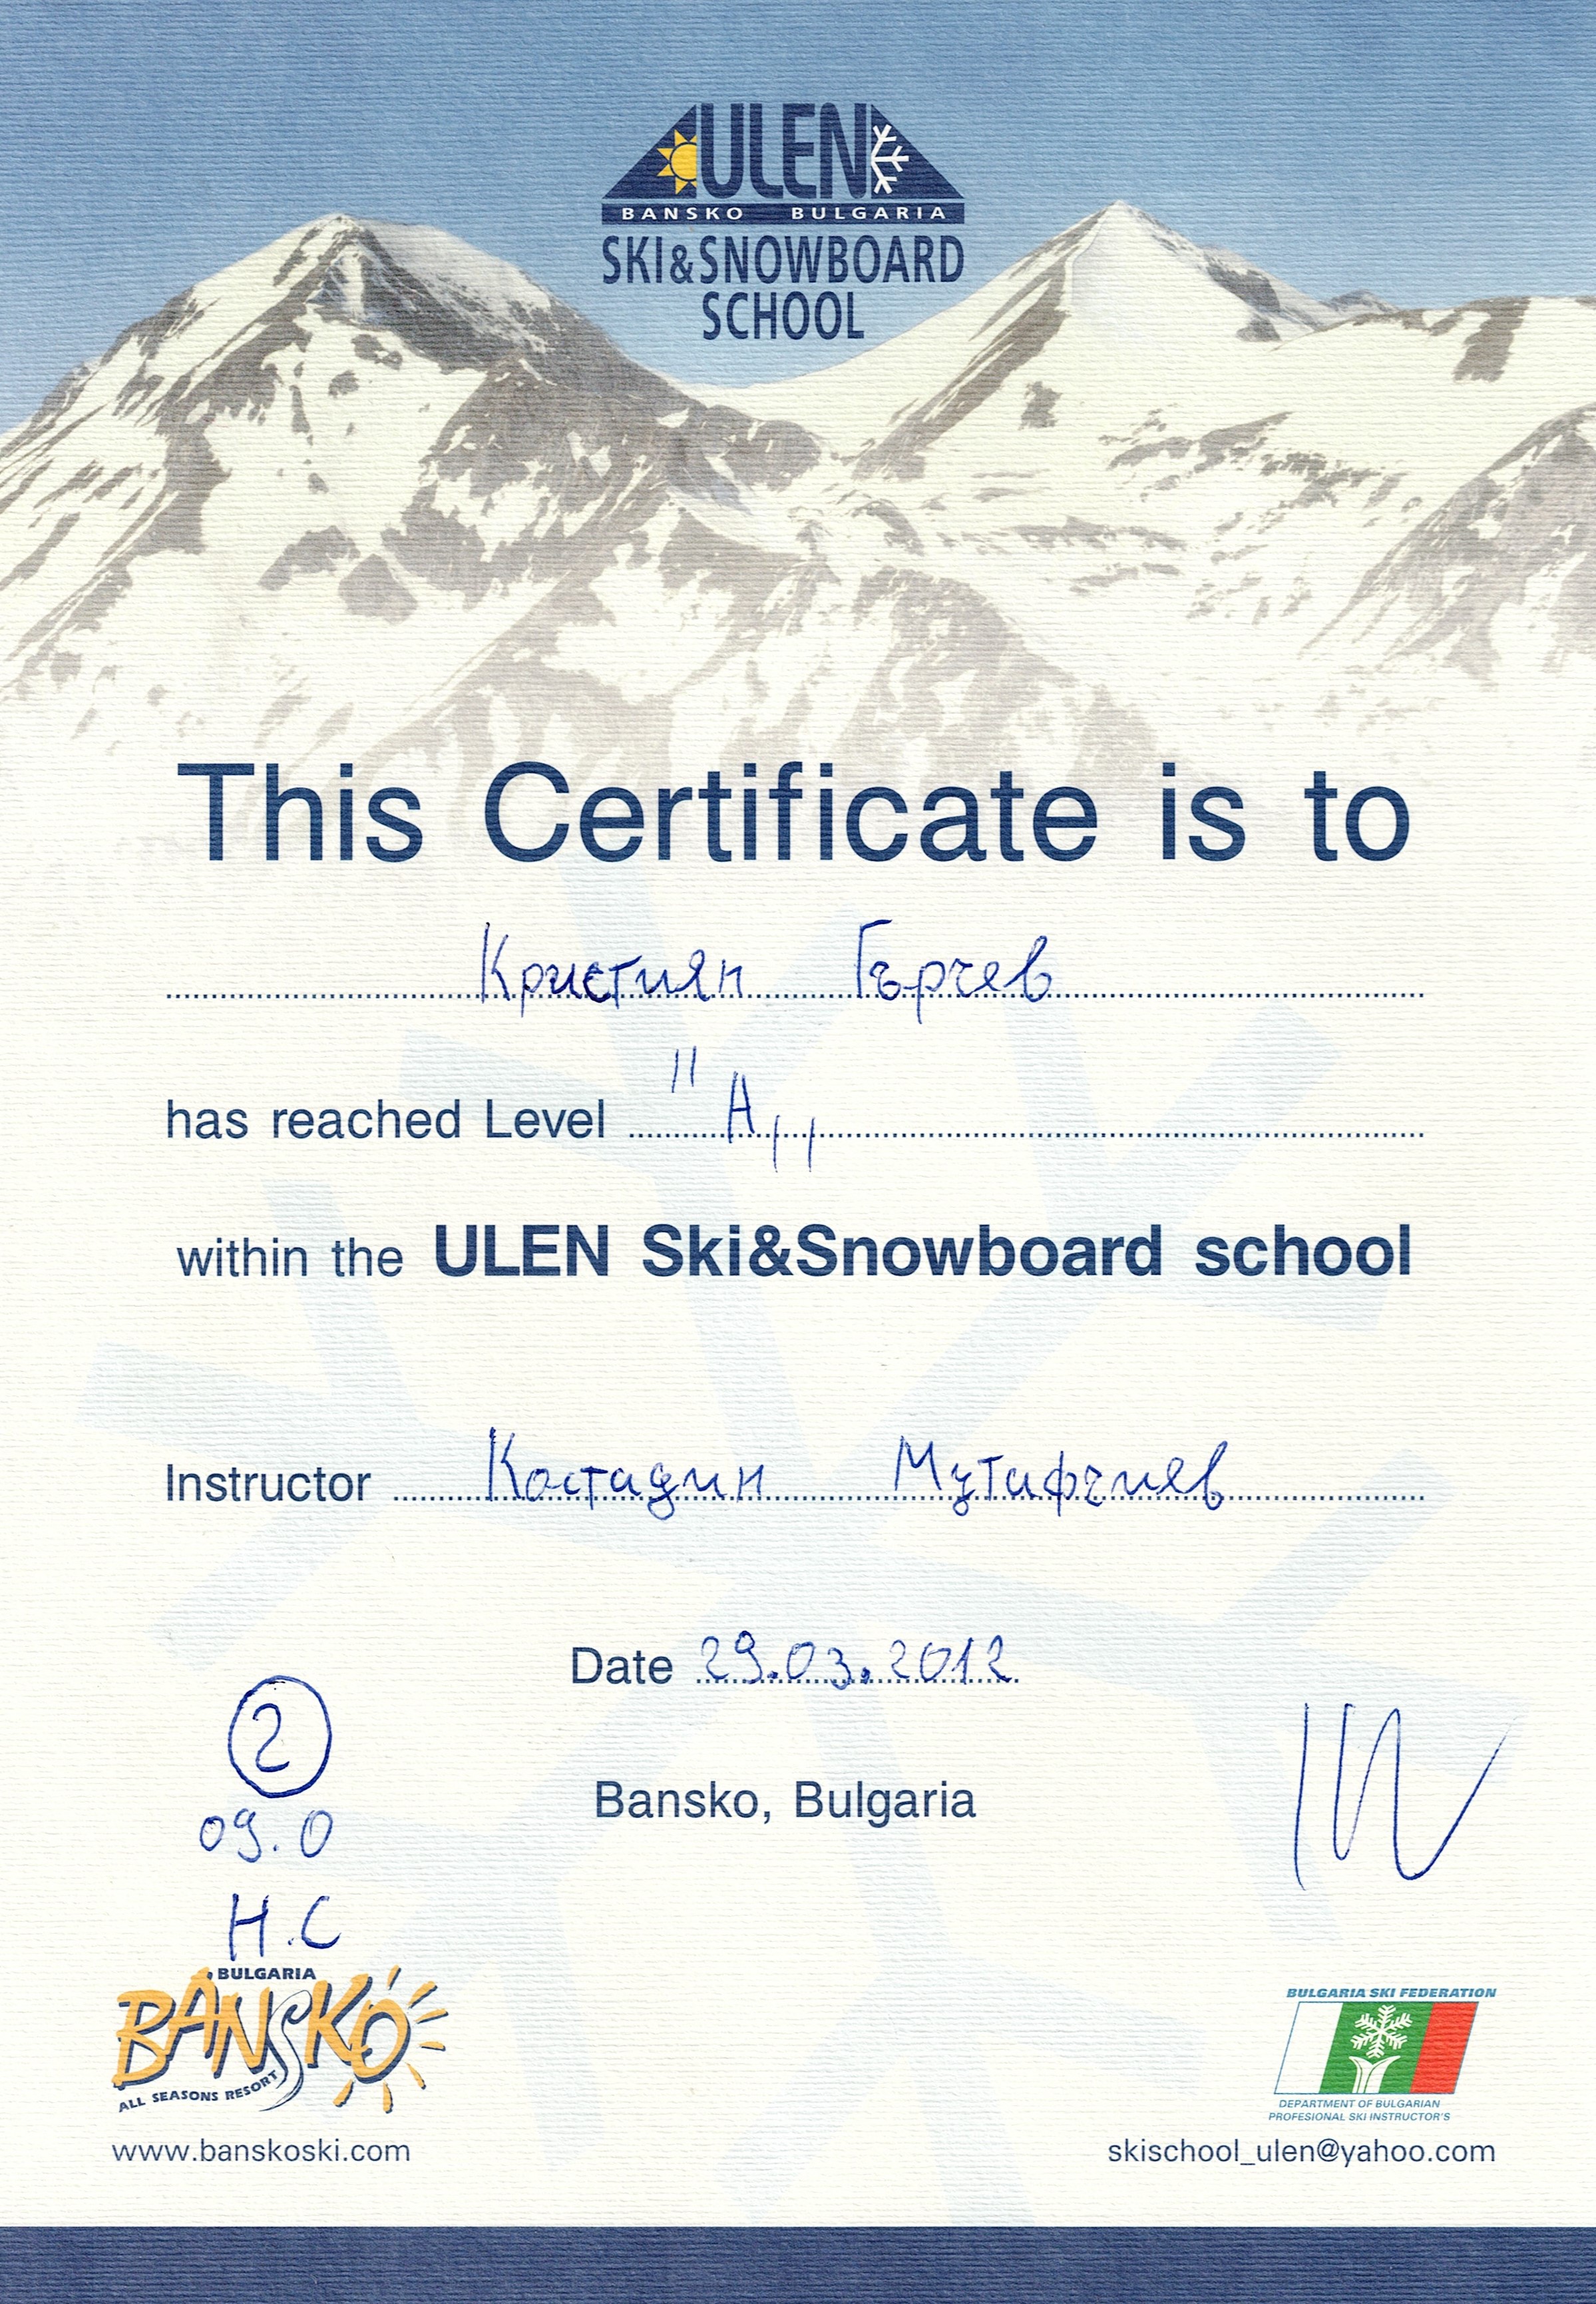 ULEN
BANSKO BULGARIA
SKI&SNOWBOARD
SCHOOL
This Certificate is to
Кристиян Гърчев
has reached Level "А„
within the ULEN Ski&Snowboard school
Instructor Костадин Мутафчиев
Date 29.03.2012
2
09.0
Bansko, Bulgaria
Н.С
BULGARIA
BANSKO
ALL SEASONS RESORT
www.banskoski.com
BULGARIA SKI FEDERATION
DEPARTMENT OF BULGARIAN
PROFESIONAL SKI INSTRUCTOR'S
skischool_ulen@yahoo.com